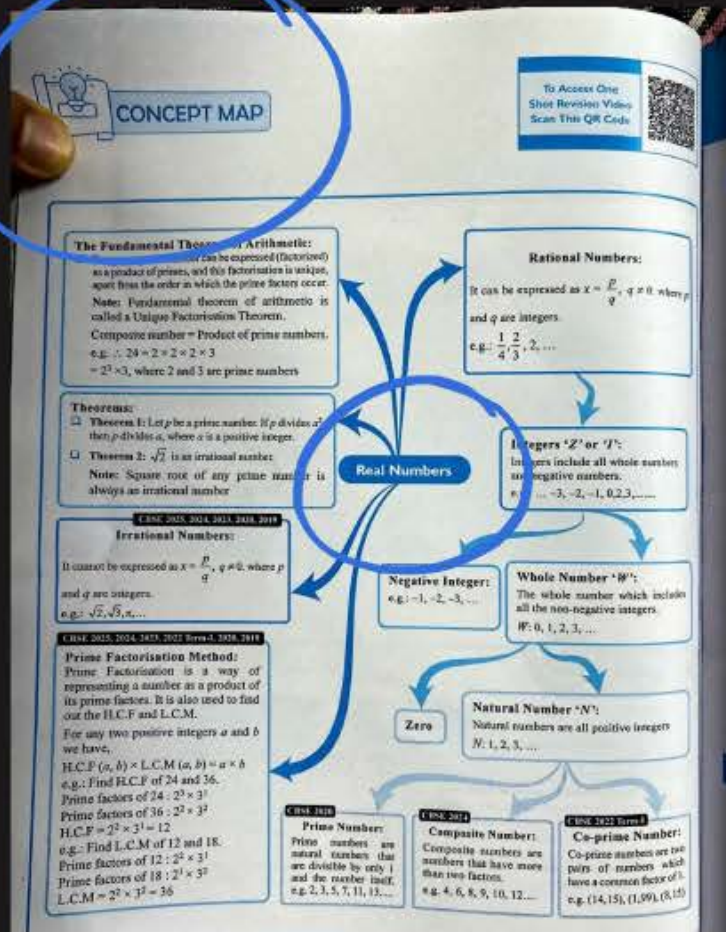 CONCEPT MAP
To Access One
Shot Revision Video
Scan This QR Code
The Fundamental of Arithmetic:
can be expressed (factorized)
as a product of primes, and this factorisation is unique,
apart from the order in which the prime factors occur.
Note: Fundamental theorem of arithmetic is
called a Unique Factorisation Theorem.
Composite number = Product of prime numbers.
e.g. ∴ 24 = 2 × 2 × 2 × 3
= 2³ ×3, where 2 and 3 are prime numbers
Rational Numbers:
It can be expressed as x = p/q, q ≠ 0 where p
and q are integers.
e.g.: 1/4, 2/3, 2, ...
Theorems:
Theorem 1: Let p be a prime number. If p divides a²
then p divides a, where a is a positive integer.
Theorem 2: √2 is an irrational number.
Note: Square root of any prime number is
always an irrational number
Real Numbers
Integers 'Z' or 'I':
Integers include all whole numbers
negative numbers.
... –3, –2, –1, 0,2,3,......
CBSE 2025, 2024, 2023, 2020, 2019
Irrational Numbers:
It cannot be expressed as x = p/q, q ≠ 0. where p
and q are integers.
e.g.: √2,√3,π,...
Negative Integer:
e.g.: –1, –2, –3, ...
Whole Number 'W':
The whole number which includes
all the non-negative integers.
W: 0, 1, 2, 3, ...
CBSE 2025, 2024, 2023, 2022 Term-I, 2020, 2019
Prime Factorisation Method:
Prime Factorisation is a way of
representing a number as a product of
its prime factors. It is also used to find
out the H.C.F and L.C.M.
For any two positive integers a and b
we have,
H.C.F (a, b) × L.C.M (a, b) = a × b
e.g.: Find H.C.F of 24 and 36.
Prime factors of 24 : 2³ × 3¹
Prime factors of 36 : 2² × 3²
H.C.F = 2² × 3¹ = 12
e.g.: Find L.C.M of 12 and 18.
Prime factors of 12 : 2² × 3¹
Prime factors of 18 : 2¹ × 3²
L.C.M = 2² × 3² = 36
Zero
Natural Number 'N':
Natural numbers are all positive integers
N: 1, 2, 3, ...
CBSE 2020
Prime Number:
Prime numbers are
natural numbers that
are divisible by only 1
and the number itself.
e.g. 2, 3, 5, 7, 11, 13,...
CBSE 2024
Composite Number:
Composite numbers are
numbers that have more
than two factors.
e.g. 4, 6, 8, 9, 10, 12....
CBSE 2022 Term-I
Co-prime Number:
Co-prime numbers are two
pairs of numbers which
have a common factor of 1.
e.g. (14,15), (1,99), (8,15)